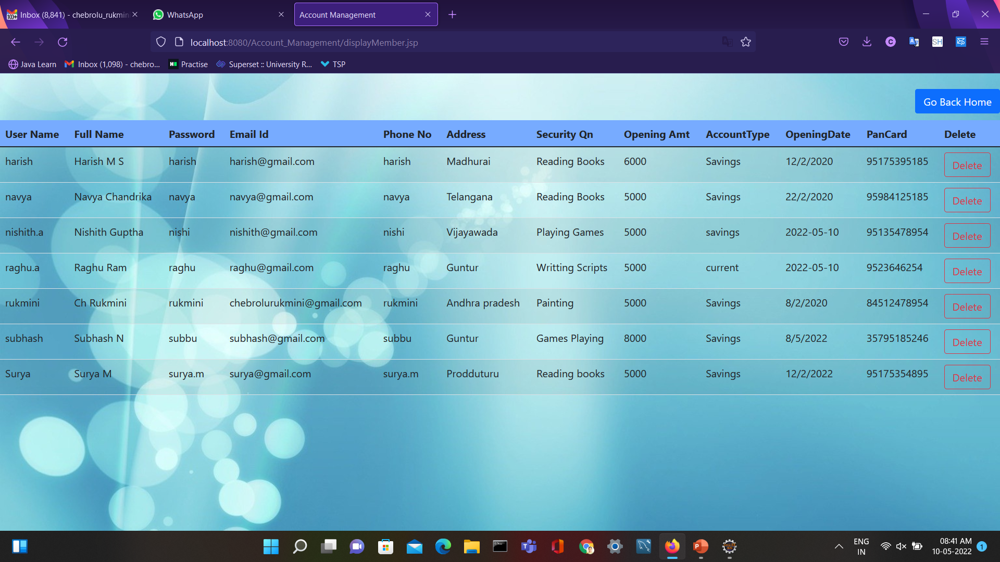 Inbox (8,841) - chebrolu_rukmin
WhatsApp
Account Management
localhost:8080/Account_Management/displayMember.jsp
C
SH
Java Learn
Inbox (1,098) - chebro...
Practise
Superset :: University R...
TSP
Go Back Home
User Name Full Name Password Email Id Phone No Address Security Qn Opening Amt AccountType OpeningDate PanCard Delete
harish Harish M S harish harish@gmail.com harish Madhurai Reading Books 6000 Savings 12/2/2020 95175395185 Delete
navya Navya Chandrika navya navya@gmail.com navya Telangana Reading Books 5000 Savings 22/2/2020 95984125185 Delete
nishith.a Nishith Guptha nishi nishith@gmail.com nishi Vijayawada Playing Games 5000 savings 2022-05-10 95135478954 Delete
raghu.a Raghu Ram raghu raghu@gmail.com raghu Guntur Writting Scripts 5000 current 2022-05-10 9523646254 Delete
rukmini Ch Rukmini rukmini chebrolurukmini@gmail.com rukmini Andhra pradesh Painting 5000 Savings 8/2/2020 84512478954 Delete
subhash Subhash N subbu subhash@gmail.com subbu Guntur Games Playing 8000 Savings 8/5/2022 35795185246 Delete
Surya Surya M surya.m surya@gmail.com surya.m Prodduturu Reading books 5000 Savings 12/2/2022 95175354895 Delete
ENG
IN
08:41 AM
10-05-2022
1